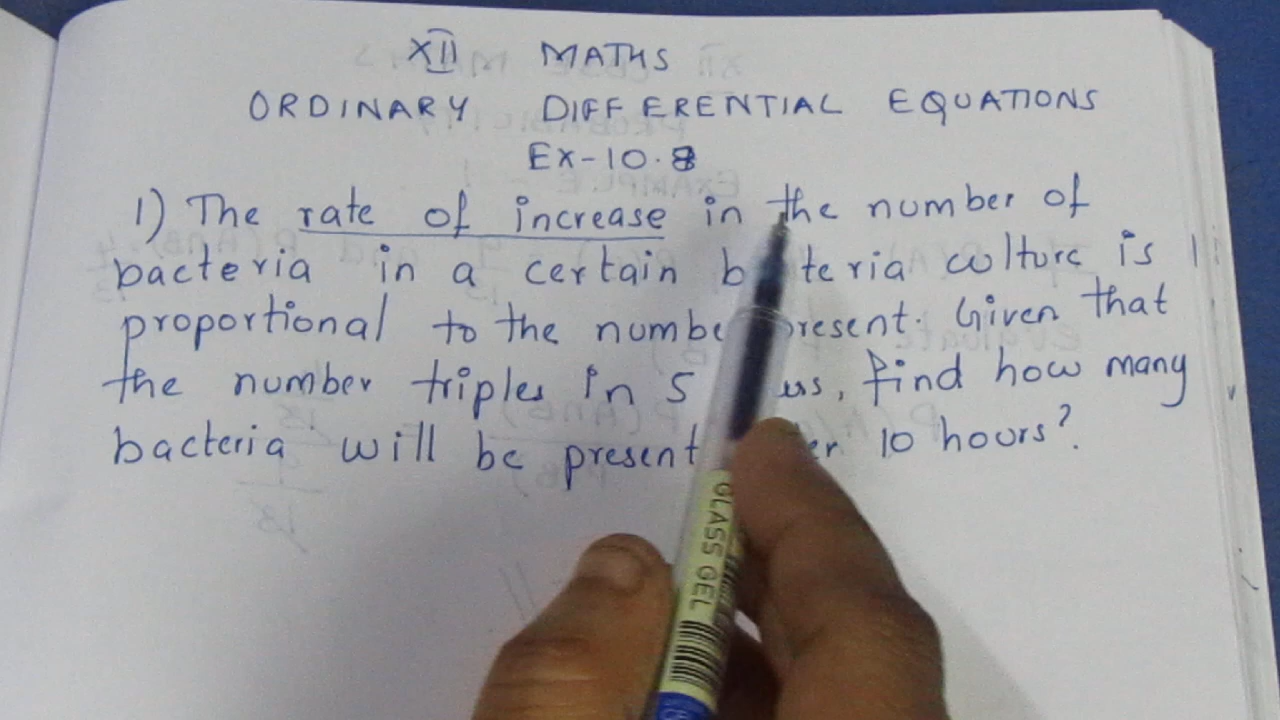 XII MATHS
ORDINARY DIFFERENTIAL EQUATIONS
EX-10.8
1) The rate of increase in the number of
bacteria in a certain b teria culture is
proportional to the numbe present. Given that
the number triples in 5 urs, find how many
bacteria will be present er 10 hours?.
GLASS GEL